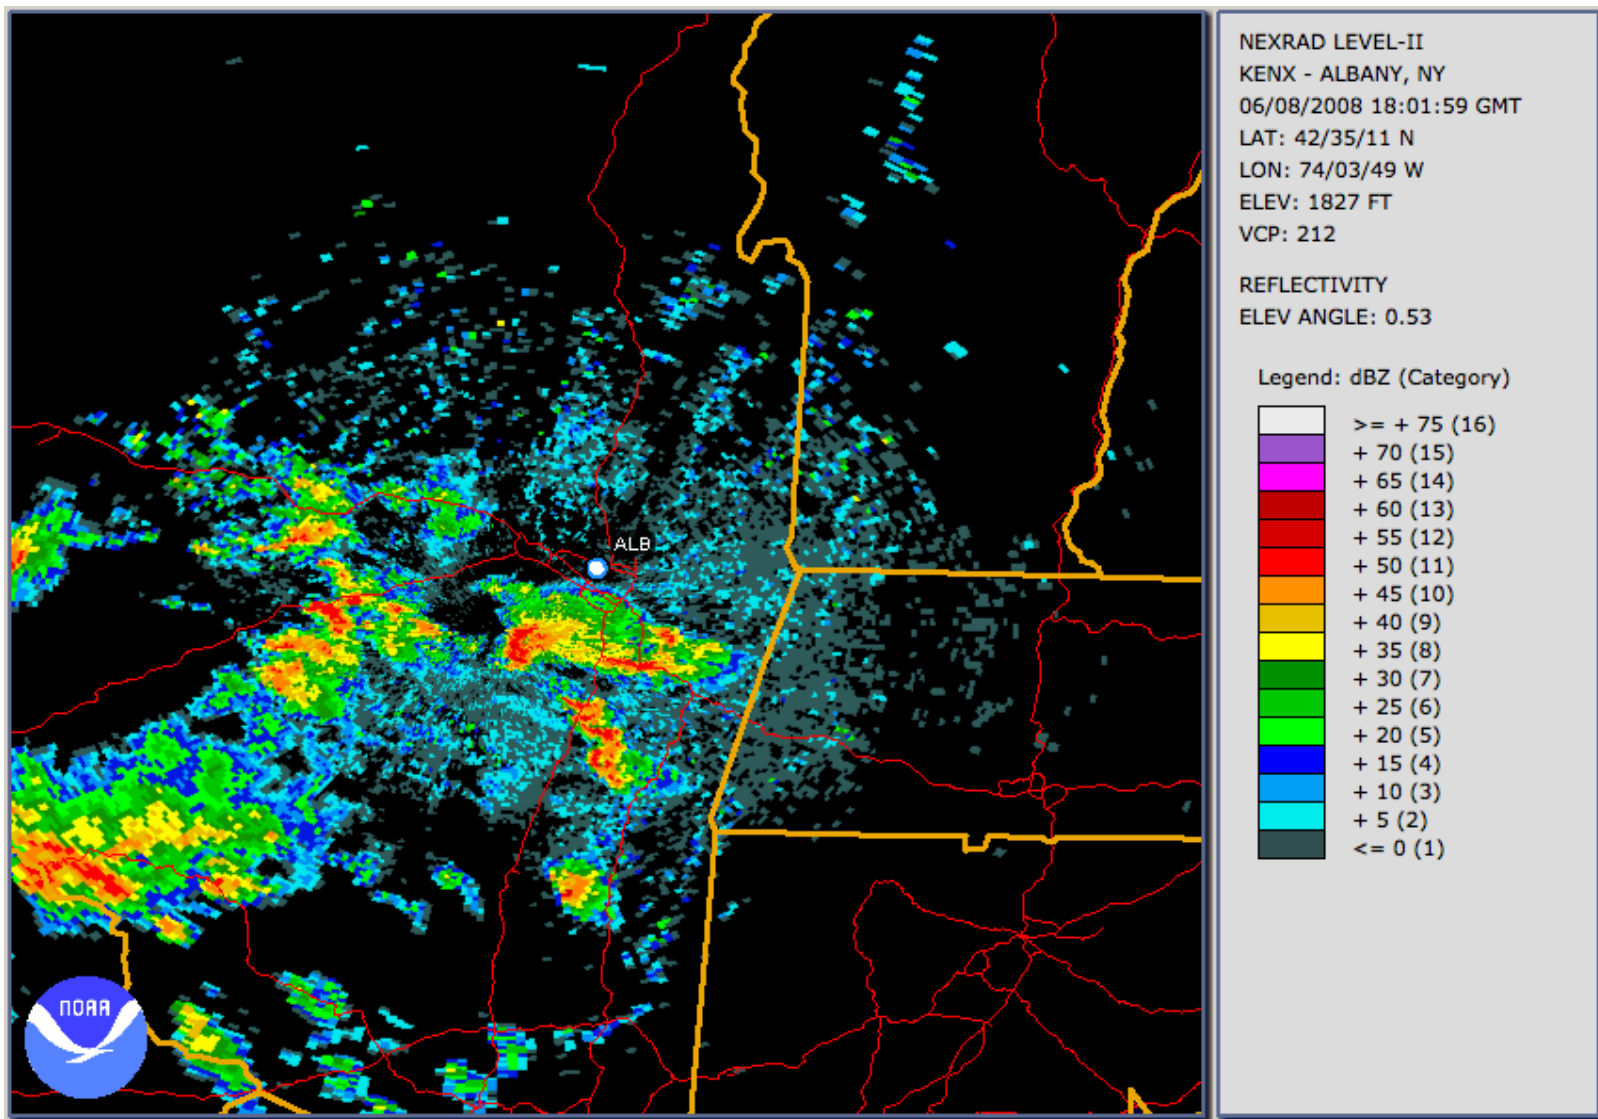 ALB
NOAA
NEXRAD LEVEL-II
KENX - ALBANY, NY
06/08/2008 18:01:59 GMT
LAT: 42/35/11 N
LON: 74/03/49 W
ELEV: 1827 FT
VCP: 212
REFLECTIVITY
ELEV ANGLE: 0.53
Legend: dBZ (Category)
>= + 75 (16)
+ 70 (15)
+ 65 (14)
+ 60 (13)
+ 55 (12)
+ 50 (11)
+ 45 (10)
+ 40 (9)
+ 35 (8)
+ 30 (7)
+ 25 (6)
+ 20 (5)
+ 15 (4)
+ 10 (3)
+ 5 (2)
<= 0 (1)